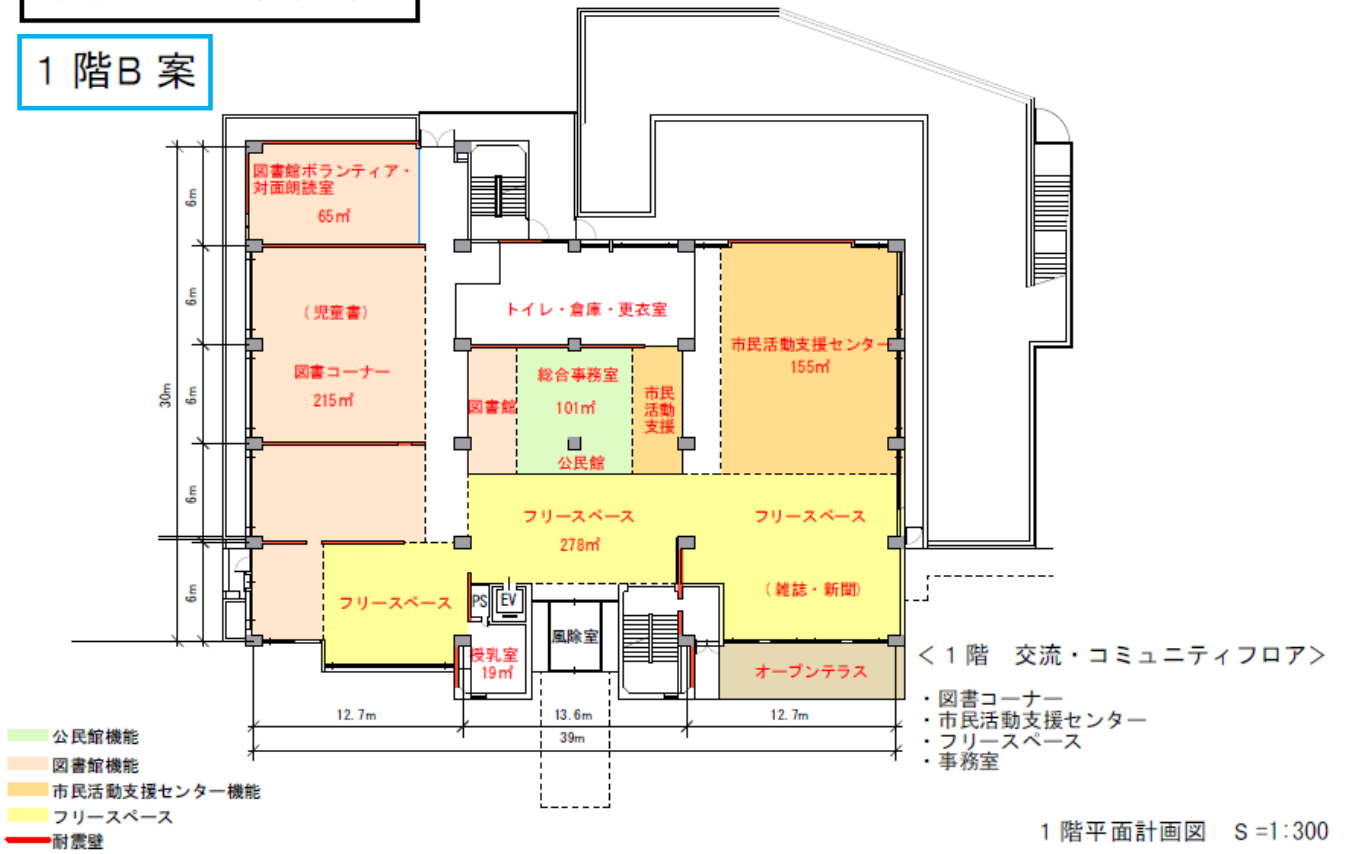 1 階B 案
図書館ボランティア・
対面朗読室
65㎡
(児童書)
図書コーナー
215㎡
トイレ・倉庫・更衣室
総合事務室
101㎡
図書館
市民
活動
支援
公民館
市民活動支援センター
155㎡
フリースペース
278㎡
フリースペース
(雑誌・新聞)
フリースペース
PS
EV
風除室
授乳室
19㎡
オープンテラス
6m
6m
6m
6m
6m
30m
12.7m
13.6m
12.7m
39m
<1階 交流・コミュニティフロア>
・図書コーナー
・市民活動支援センター
・フリースペース
・事務室
公民館機能
図書館機能
市民活動支援センター機能
フリースペース
耐震壁
1階平面計画図 S=1:300